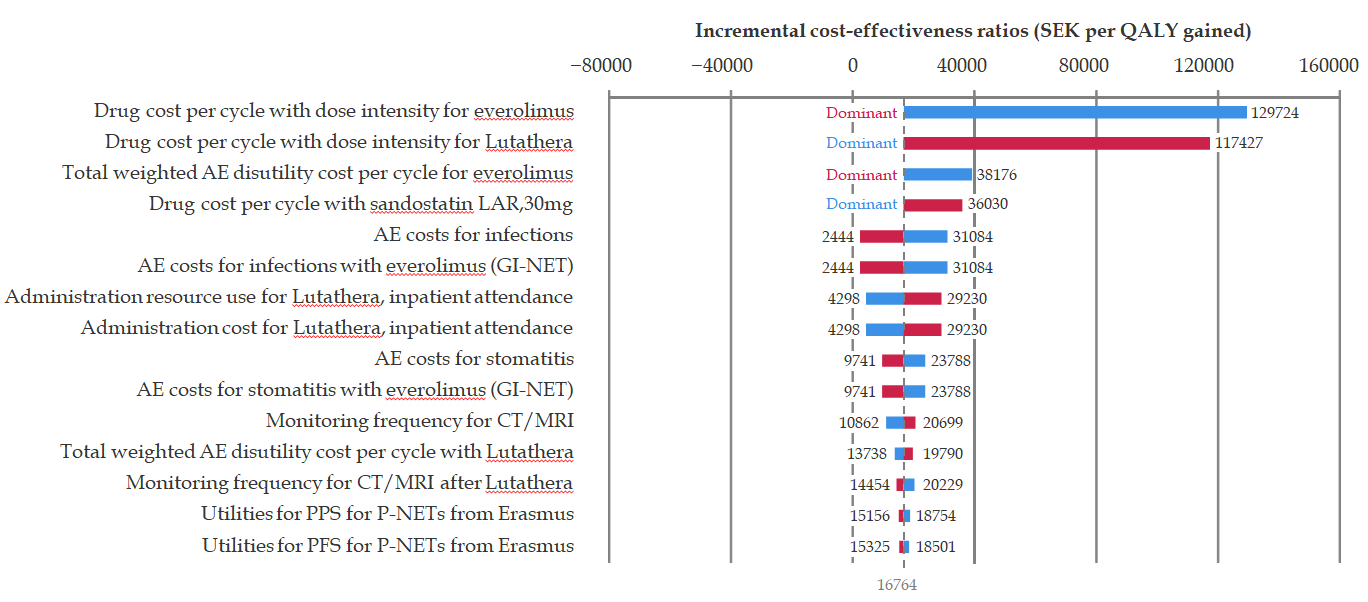 Incremental cost-effectiveness ratios (SEK per QALY gained)
−80000 −40000 0 40000 80000 120000 160000
Drug cost per cycle with dose intensity for everolimus Dominant 129724
Drug cost per cycle with dose intensity for Lutathera Dominant 117427
Total weighted AE disutility cost per cycle for everolimus Dominant 38176
Drug cost per cycle with sandostatin LAR,30mg Dominant 36030
AE costs for infections 2444 31084
AE costs for infections with everolimus (GI-NET) 2444 31084
Administration resource use for Lutathera, inpatient attendance 4298 29230
Administration cost for Lutathera, inpatient attendance 4298 29230
AE costs for stomatitis 9741 23788
AE costs for stomatitis with everolimus (GI-NET) 9741 23788
Monitoring frequency for CT/MRI 10862 20699
Total weighted AE disutility cost per cycle with Lutathera 13738 19790
Monitoring frequency for CT/MRI after Lutathera 14454 20229
Utilities for PPS for P-NETs from Erasmus 15156 18754
Utilities for PFS for P-NETs from Erasmus 15325 18501
16764